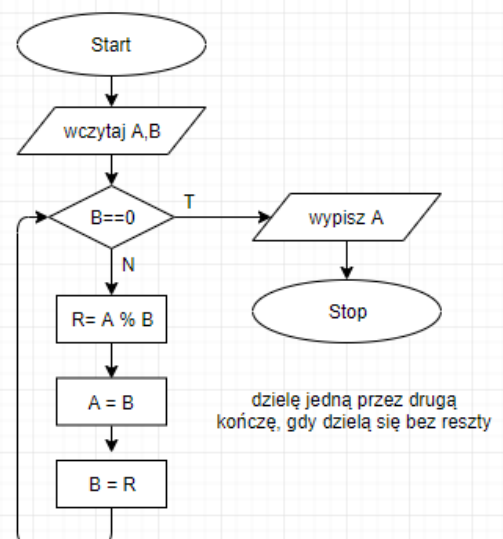 Start
wczytaj A,B
B==0
T
wypisz A
N
Stop
R= A % B
A = B
dzielę jedną przez drugą
kończę, gdy dzielą się bez reszty
B = R